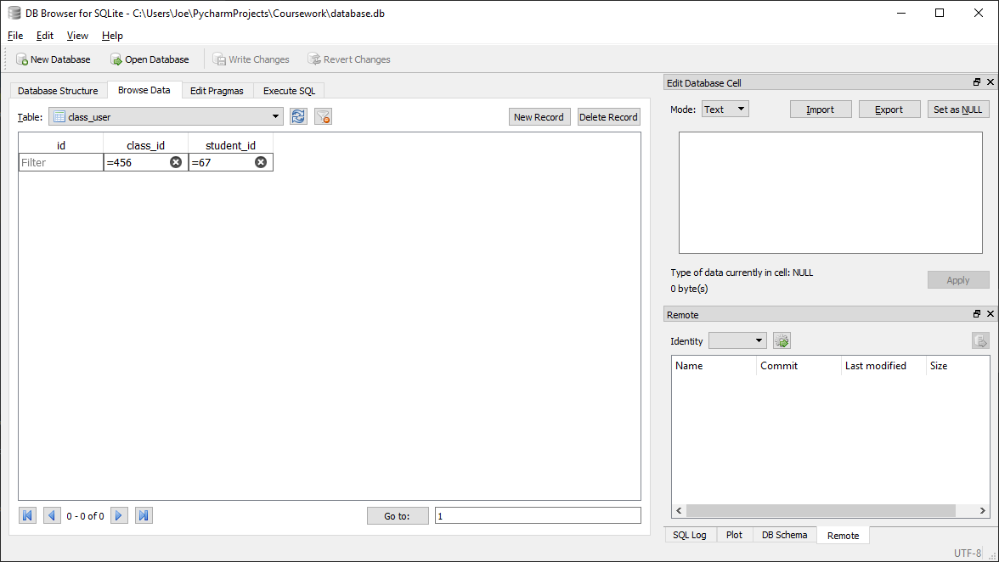 DB Browser for SQLite - C:\Users\Joe\PycharmProjects\Coursework\database.db
File Edit View Help
New Database Open Database Write Changes Revert Changes
Database Structure Browse Data Edit Pragmas Execute SQL
Table: class_user New Record Delete Record
id class_id student_id
Filter =456 =67
0 - 0 of 0 Go to: 1
Edit Database Cell
Mode: Text Import Export Set as NULL
Type of data currently in cell: NULL
0 byte(s)
Apply
Remote
Identity
Name Commit Last modified Size
SQL Log Plot DB Schema Remote
UTF-8